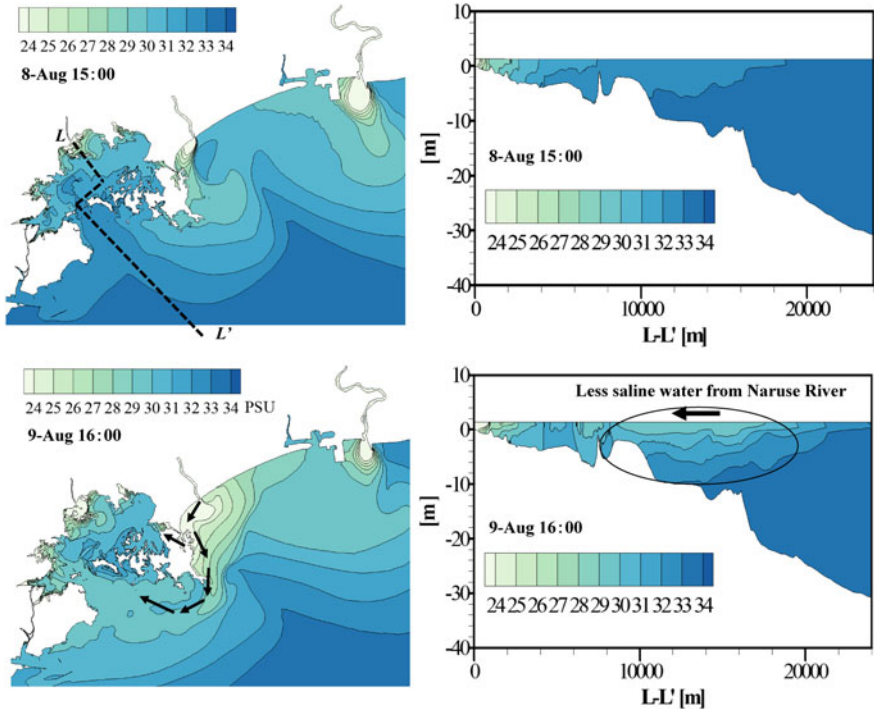 24 25 26 27 28 29 30 31 32 33 34
8-Aug 15:00
L
L'
10
0
-10
-20
-30
-40
[m]
8-Aug 15:00
24 25 26 27 28 29 30 31 32 33 34
0 10000 20000
L-L' [m]
24 25 26 27 28 29 30 31 32 33 34 PSU
9-Aug 16:00
10
0
-10
-20
-30
-40
[m]
Less saline water from Naruse River
9-Aug 16:00
24 25 26 27 28 29 30 31 32 33 34
0 10000 20000
L-L' [m]